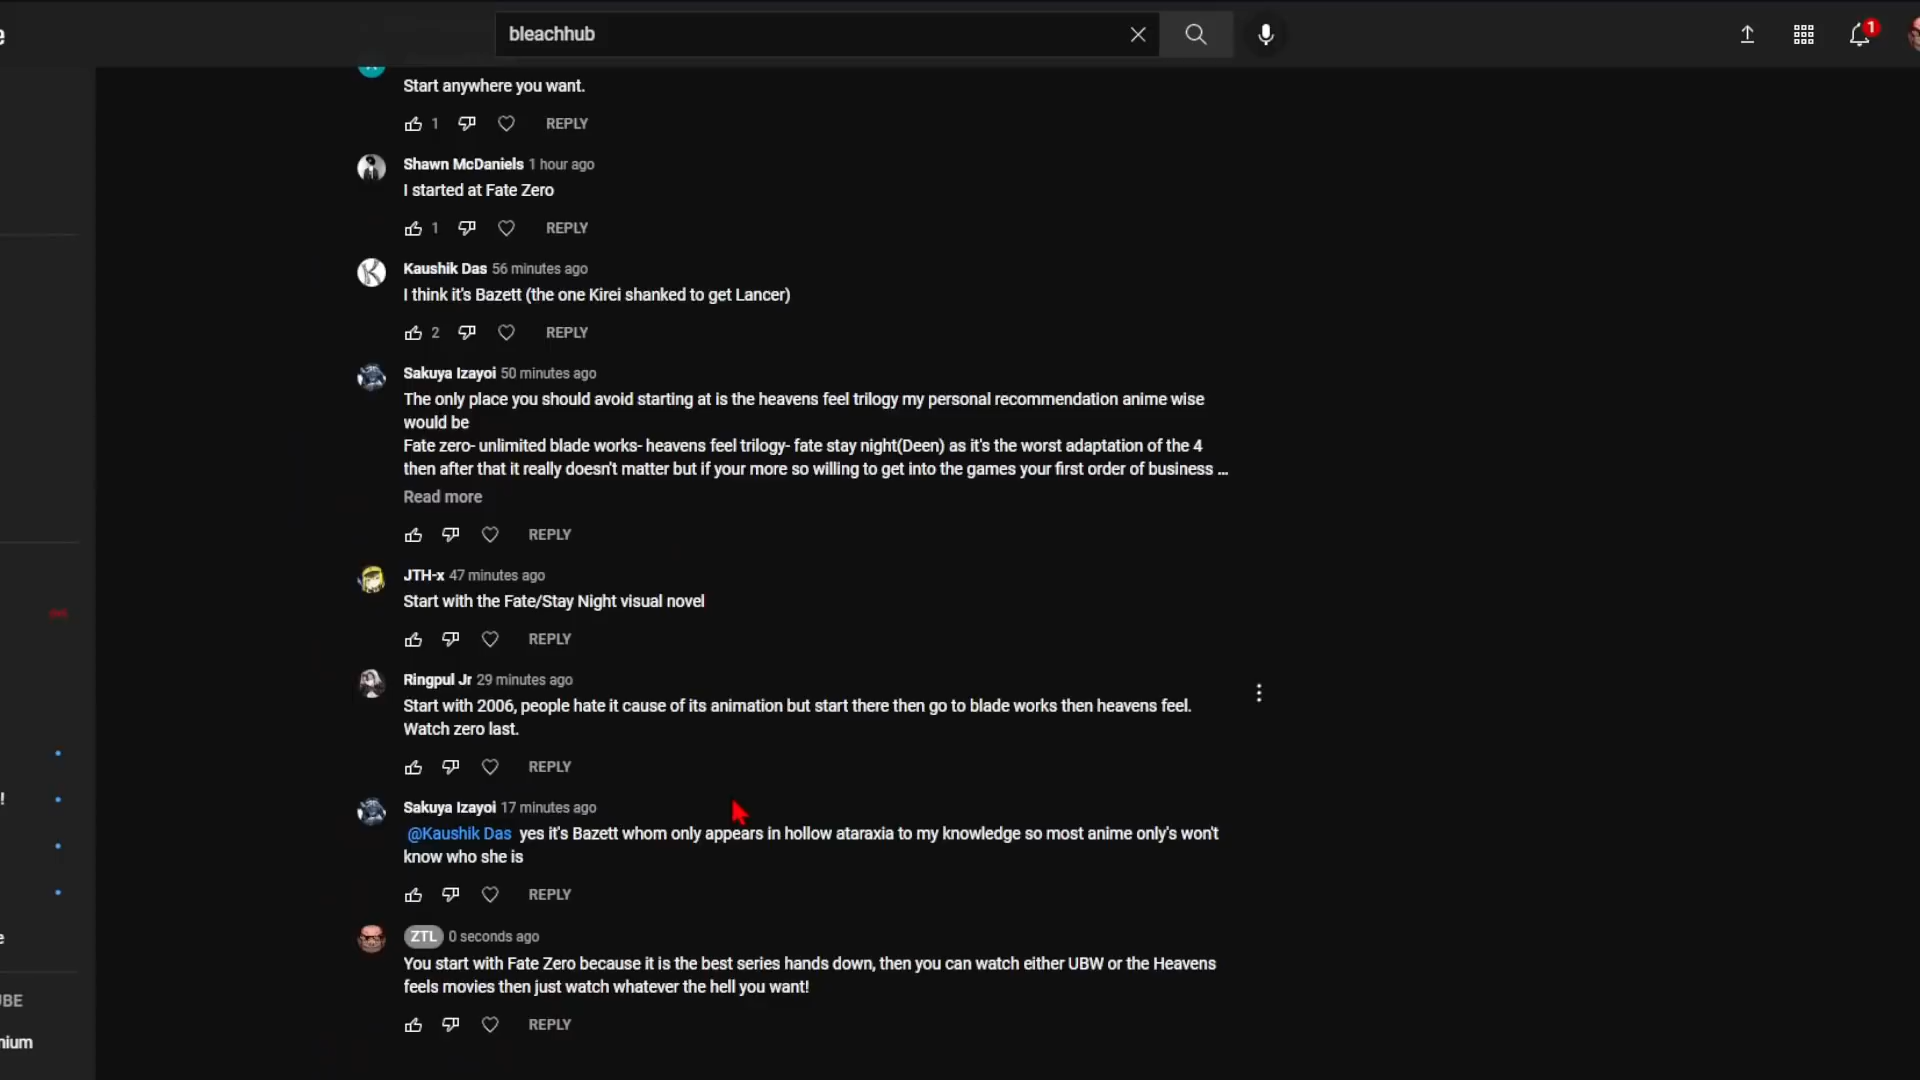 e
bleachhub
1
Start anywhere you want.
1
REPLY
Shawn McDaniels 1 hour ago
I started at Fate Zero
1
REPLY
Kaushik Das 56 minutes ago
I think it's Bazett (the one Kirei shanked to get Lancer)
2
REPLY
Sakuya Izayoi 50 minutes ago
The only place you should avoid starting at is the heavens feel trilogy my personal recommendation anime wise
would be
Fate zero- unlimited blade works- heavens feel trilogy- fate stay night(Deen) as it's the worst adaptation of the 4
then after that it really doesn't matter but if your more so willing to get into the games your first order of business ...
Read more
REPLY
JTH-x 47 minutes ago
Start with the Fate/Stay Night visual novel
REPLY
Ringpul Jr 29 minutes ago
Start with 2006, people hate it cause of its animation but start there then go to blade works then heavens feel.
Watch zero last.
REPLY
!
Sakuya Izayoi 17 minutes ago
@Kaushik Das yes it's Bazett whom only appears in hollow ataraxia to my knowledge so most anime only's won't
know who she is
REPLY
e
ZTL 0 seconds ago
You start with Fate Zero because it is the best series hands down, then you can watch either UBW or the Heavens
feels movies then just watch whatever the hell you want!
UBE
REPLY
mium